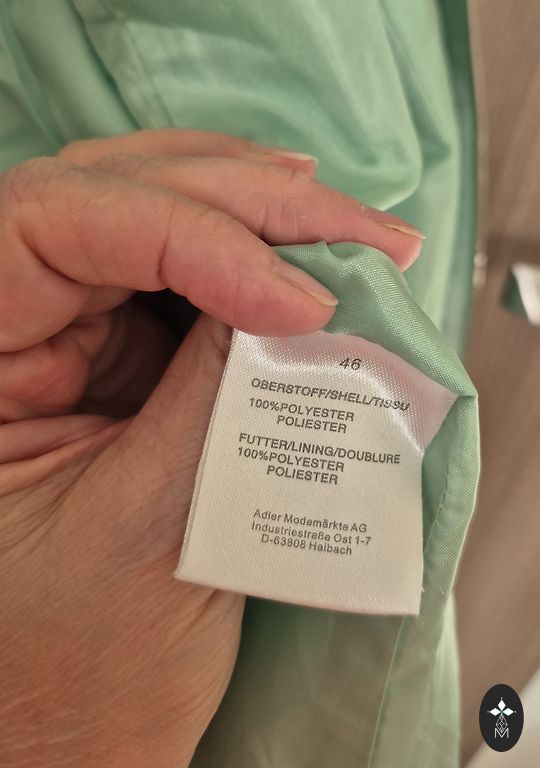 46
OBERSTOFF/SHELL/TISSU
100%POLYESTER
POLIESTER
FUTTER/LINING/DOUBLURE
100%POLYESTER
POLIESTER
Adler Modemärkte AG
Industriestraße Ost 1-7
D-63808 Haibach
M